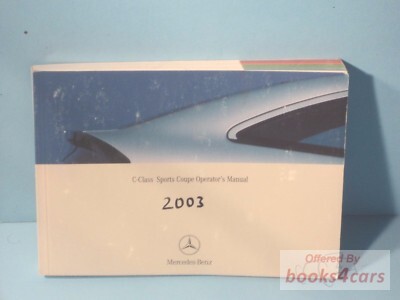 C-Class Sports Coupe Operator's Manual
2003
Mercedes-Benz
Offered By
books4cars